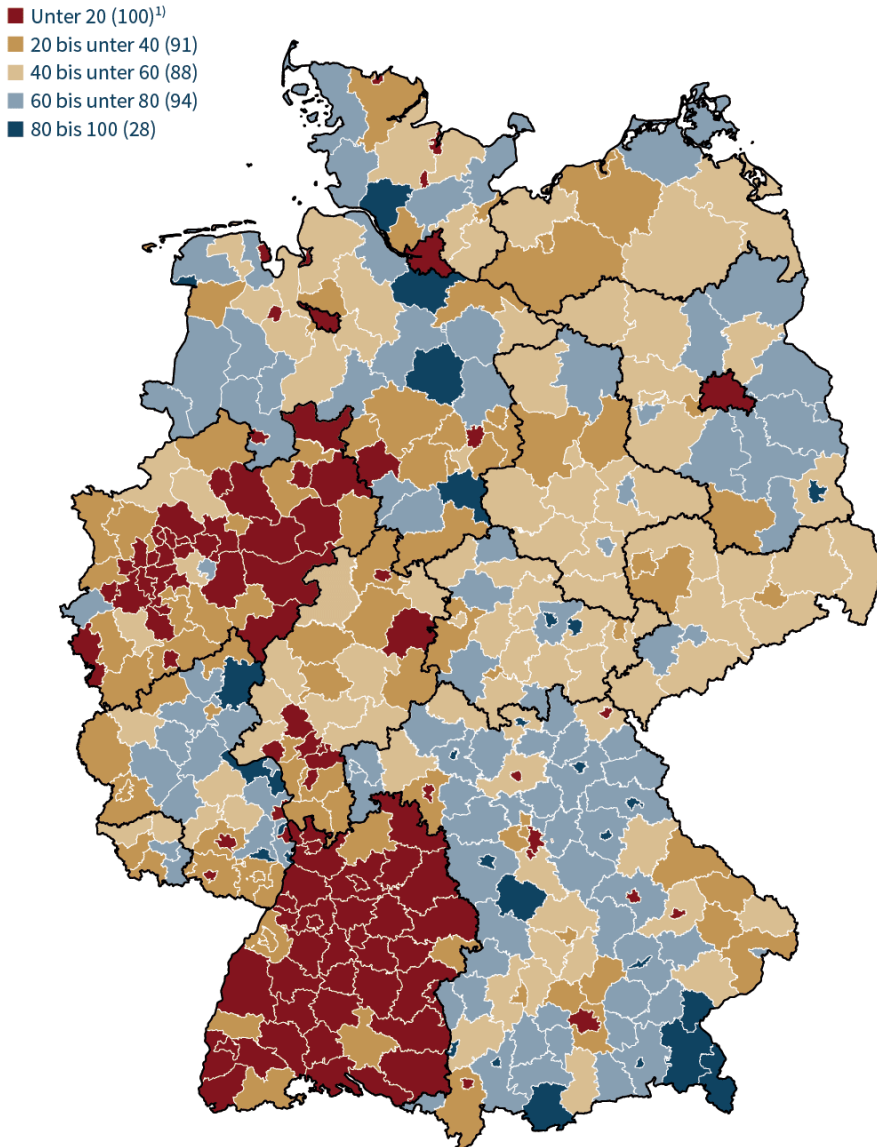 Unter 20 (100)1)
20 bis unter 40 (91)
40 bis unter 60 (88)
60 bis unter 80 (94)
80 bis 100 (28)